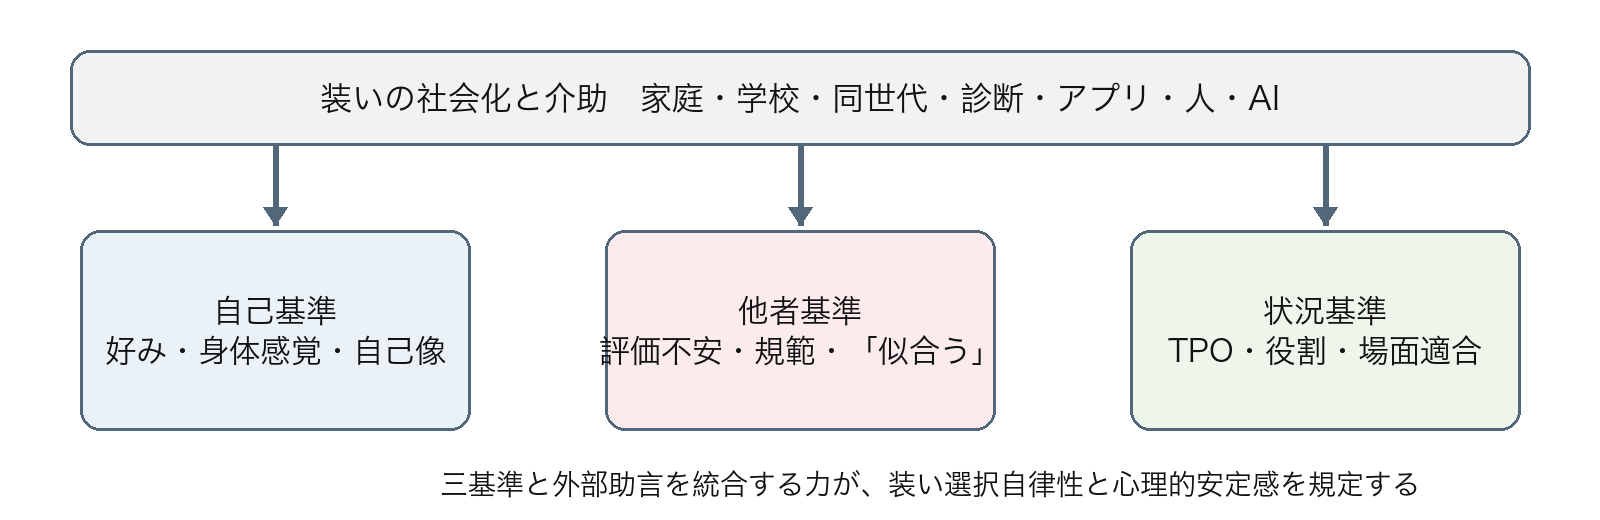 装いの社会化と介助　家庭・学校・同世代・診断・アプリ・人・AI
自己基準
好み・身体感覚・自己像
他者基準
評価不安・規範・「似合う」
状況基準
TPO・役割・場面適合
三基準と外部助言を統合する力が、装い選択自律性と心理的安定感を規定する